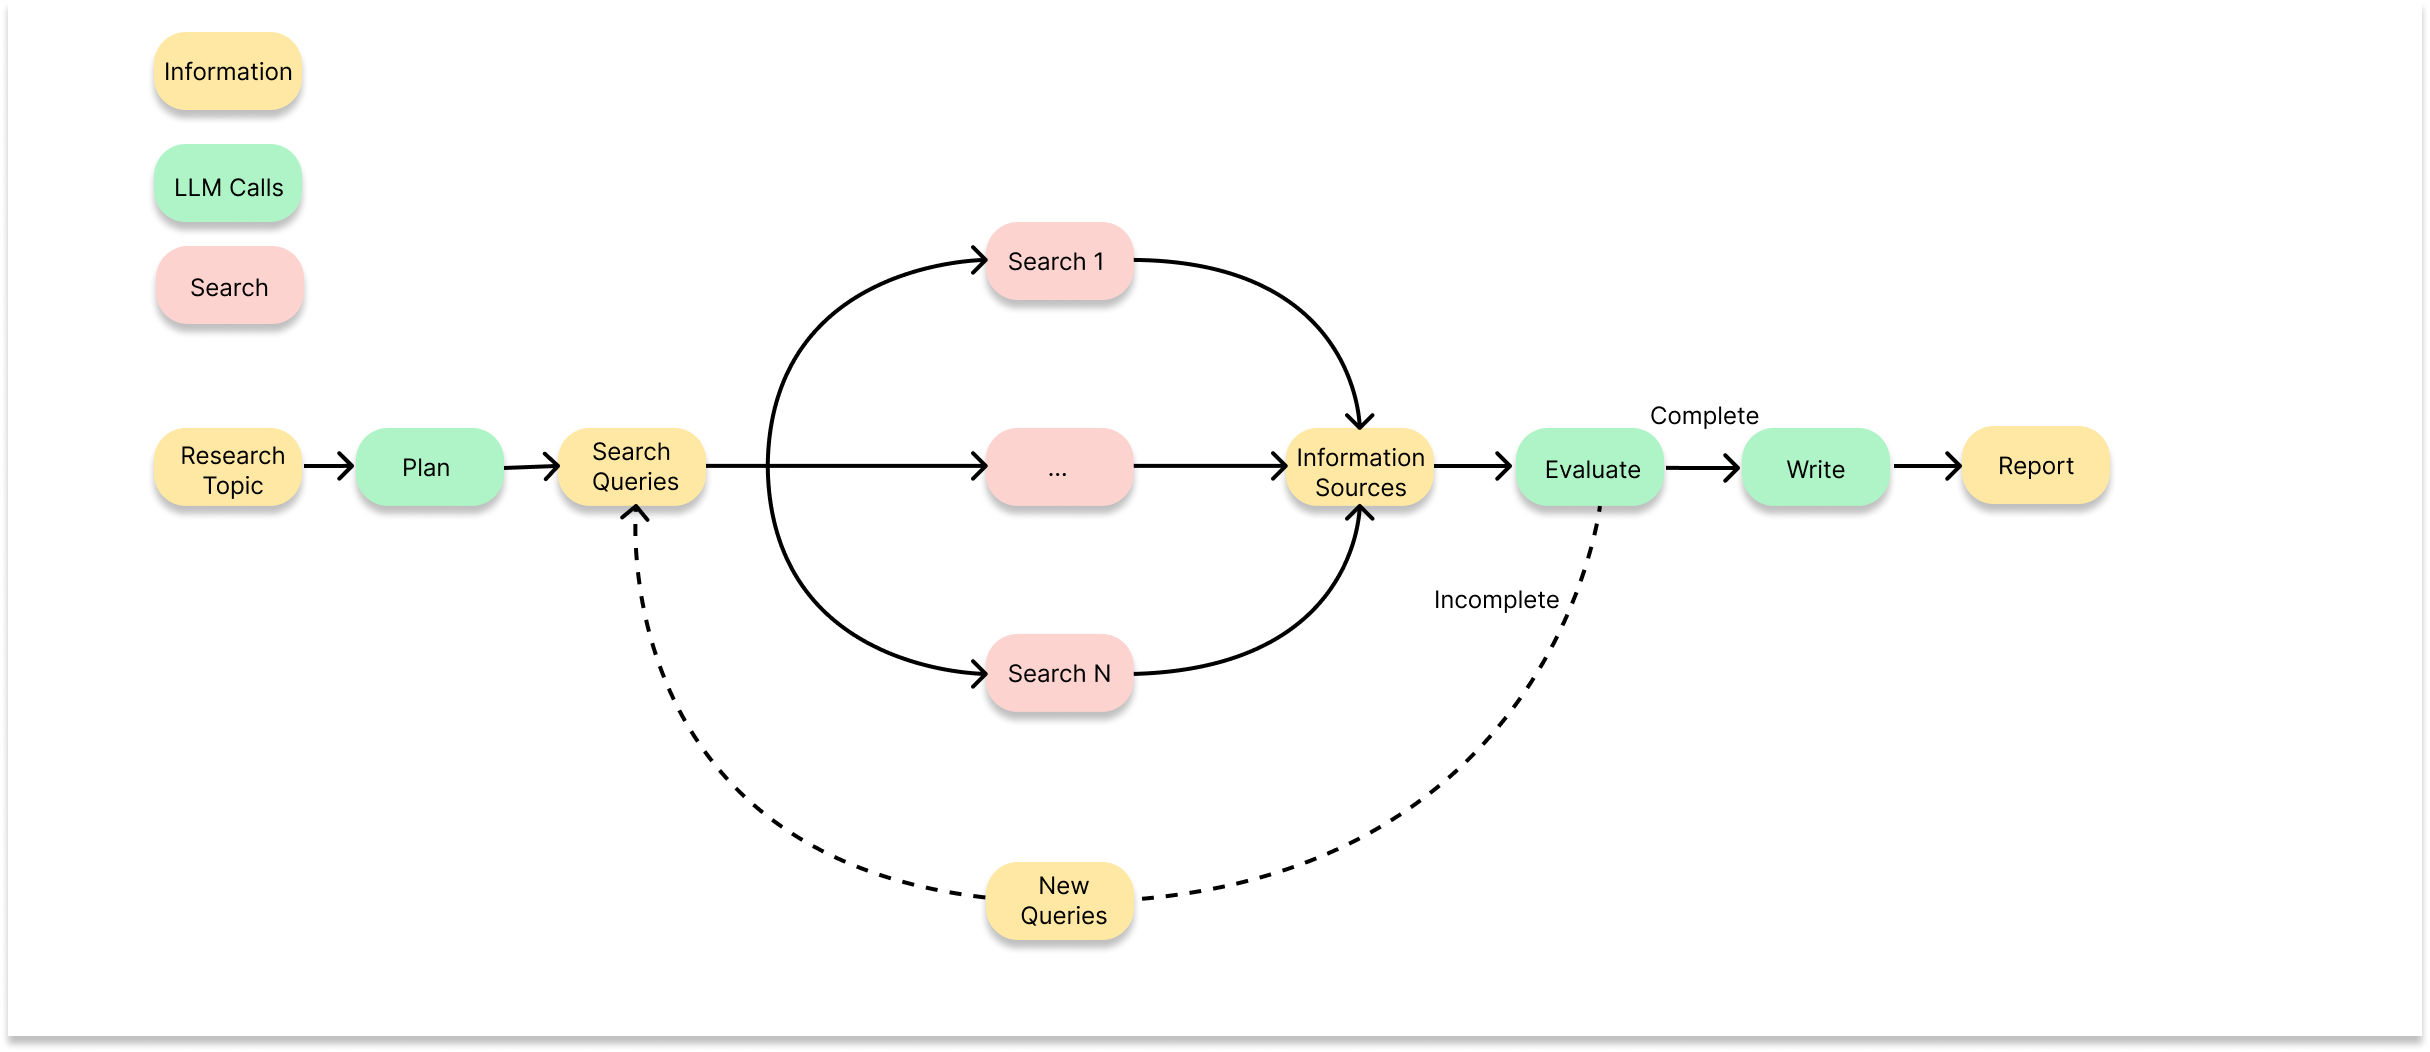 Information
LLM Calls
Search
Research
Topic
Plan
Search
Queries
Search 1
...
Search N
Information
Sources
Evaluate
Complete
Write
Report
Incomplete
New
Queries